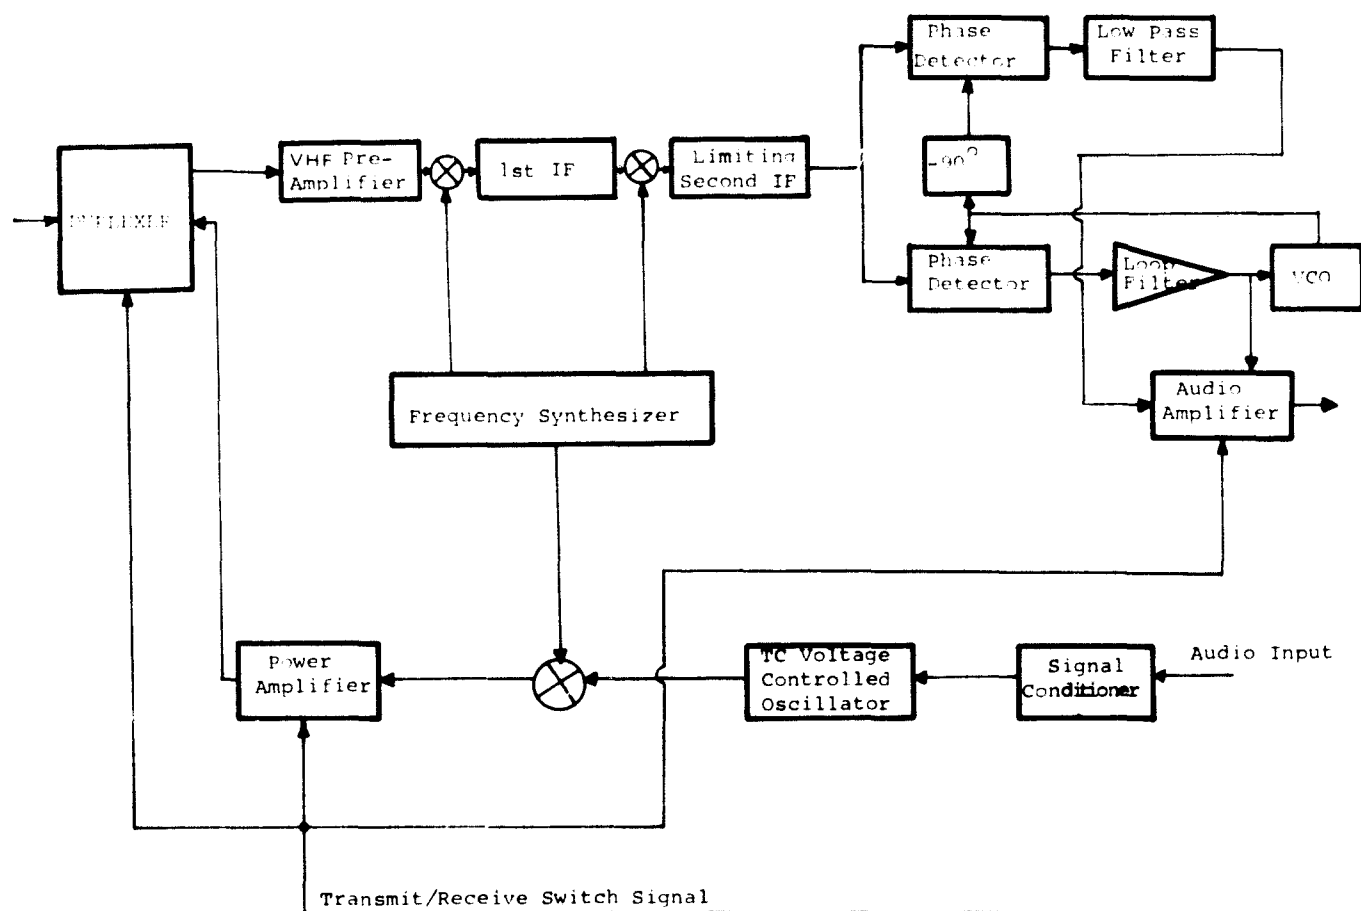 Phase
Detector
Low Pass
Filter
VHF Pre-
Amplifier
1st IF
Limiting
Second IF
-90°
Phase
Detector
Loop
Filter
VCO
Frequency Synthesizer
Audio
Amplifier
Power
Amplifier
TC Voltage
Controlled
Oscillator
Signal
Conditioner
Audio Input
Transmit/Receive Switch Signal